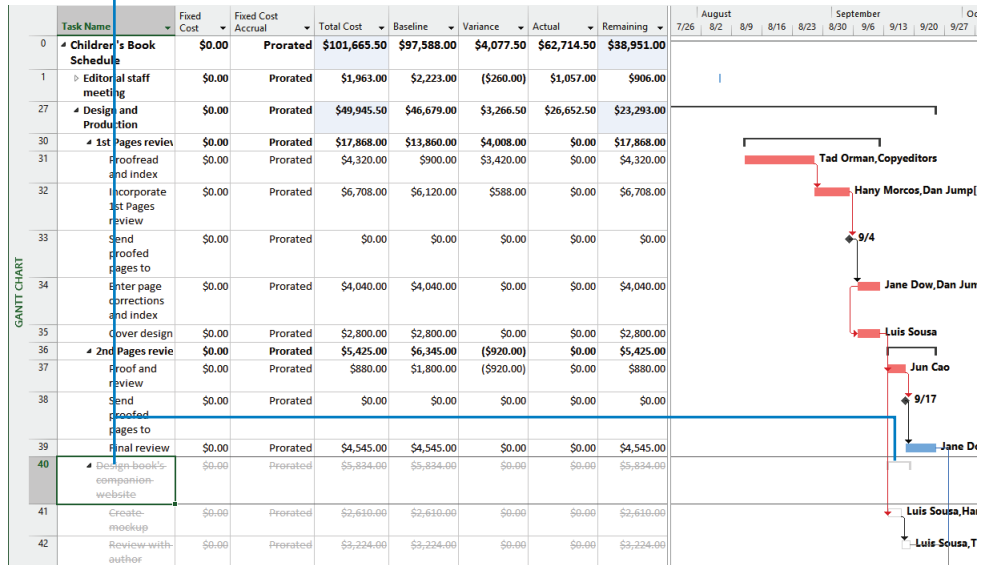 August September Oc
Task Name Fixed Cost Fixed Cost Accrual Total Cost Baseline Variance Actual Remaining 7/26 8/2 8/9 8/16 8/23 8/30 9/6 9/13 9/20 9/27
0 Children's Book Schedule $0.00 Prorated $101,665.50 $97,588.00 $4,077.50 $62,714.50 $38,951.00
1 Editorial staff meeting $0.00 Prorated $1,963.00 $2,223.00 ($260.00) $1,057.00 $906.00
27 Design and Production $0.00 Prorated $49,945.50 $46,679.00 $3,266.50 $26,652.50 $23,293.00
30 1st Pages review $0.00 Prorated $17,868.00 $13,860.00 $4,008.00 $0.00 $17,868.00
31 Proofread and index $0.00 Prorated $4,320.00 $900.00 $3,420.00 $0.00 $4,320.00 Tad Orman,Copyeditors
32 Incorporate 1st Pages review $0.00 Prorated $6,708.00 $6,120.00 $588.00 $0.00 $6,708.00 Hany Morcos,Dan Jump[
33 Send proofed pages to $0.00 Prorated $0.00 $0.00 $0.00 $0.00 $0.00 9/4
GANTT CHART
34 Enter page corrections and index $0.00 Prorated $4,040.00 $4,040.00 $0.00 $0.00 $4,040.00 Jane Dow,Dan Jum
35 Cover design $0.00 Prorated $2,800.00 $2,800.00 $0.00 $0.00 $2,800.00 Luis Sousa
36 2nd Pages revie $0.00 Prorated $5,425.00 $6,345.00 ($920.00) $0.00 $5,425.00
37 Proof and review $0.00 Prorated $880.00 $1,800.00 ($920.00) $0.00 $880.00 Jun Cao
38 Send proofed pages to $0.00 Prorated $0.00 $0.00 $0.00 $0.00 $0.00 9/17
39 Final review $0.00 Prorated $4,545.00 $4,545.00 $0.00 $0.00 $4,545.00 Jane Do
40 Design book's companion website $0.00 Prorated $5,834.00 $5,834.00 $0.00 $0.00 $5,834.00
41 Create mockup $0.00 Prorated $2,610.00 $2,610.00 $0.00 $0.00 $2,610.00 Luis Sousa,Har
42 Review with author $0.00 Prorated $3,224.00 $3,224.00 $0.00 $0.00 $3,224.00 Luis Sousa,T